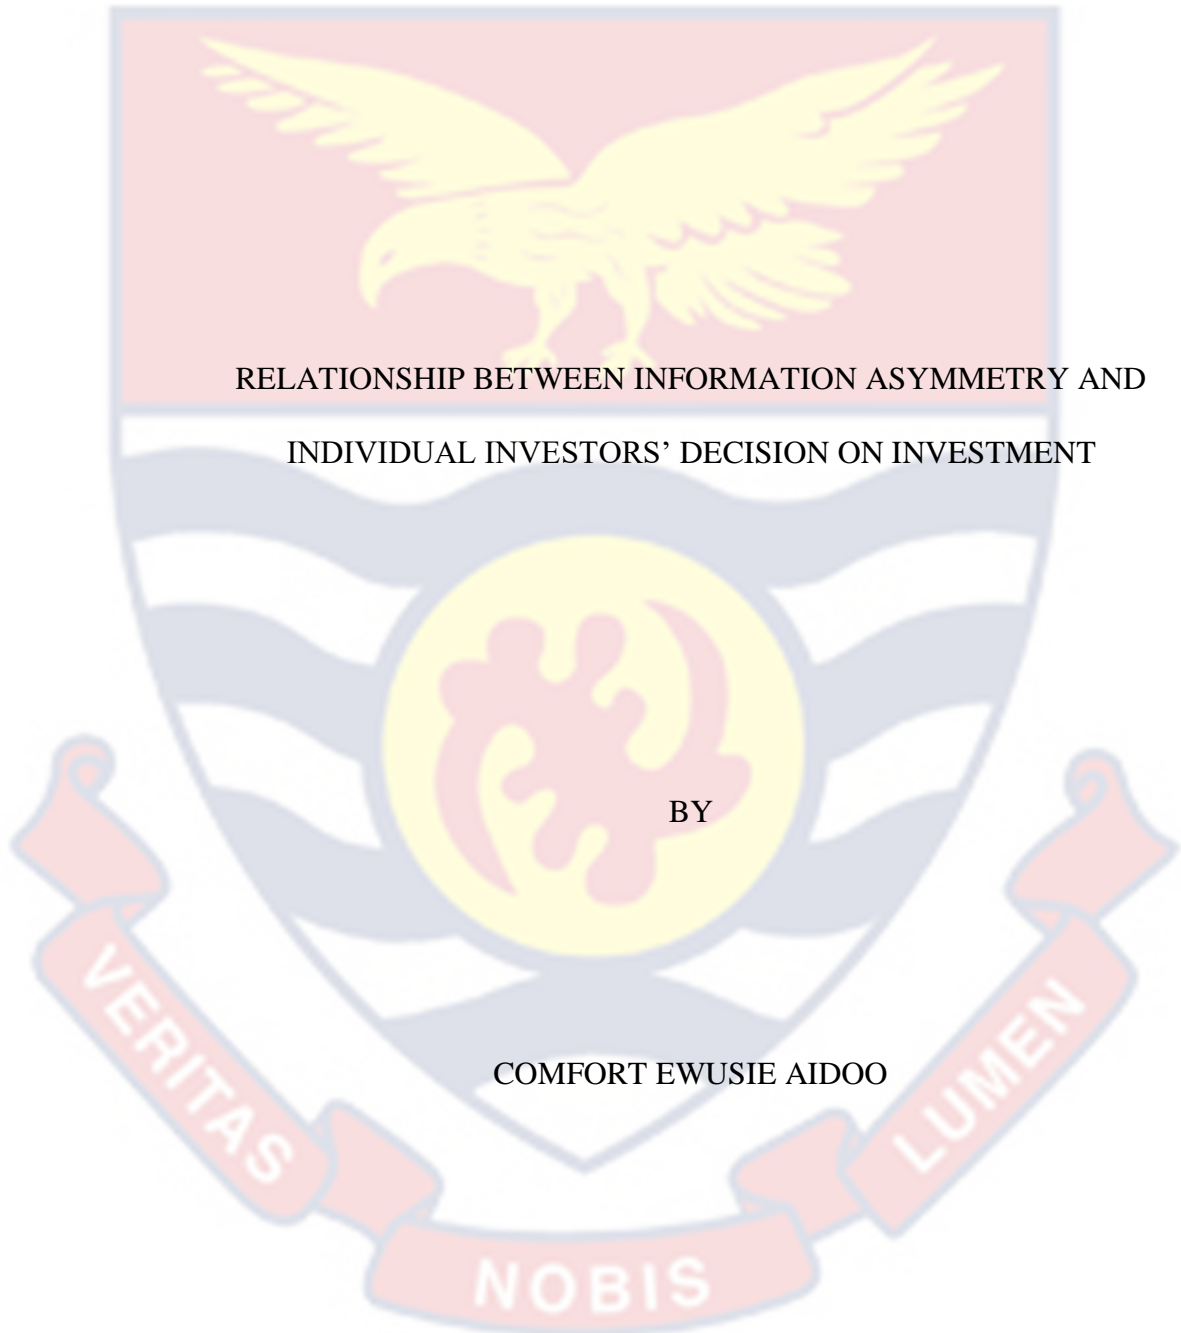 RELATIONSHIP BETWEEN INFORMATION ASYMMETRY AND
INDIVIDUAL INVESTORS’ DECISION ON INVESTMENT
BY
COMFORT EWUSIE AIDOO
VERITAS
NOBIS
LUMEN